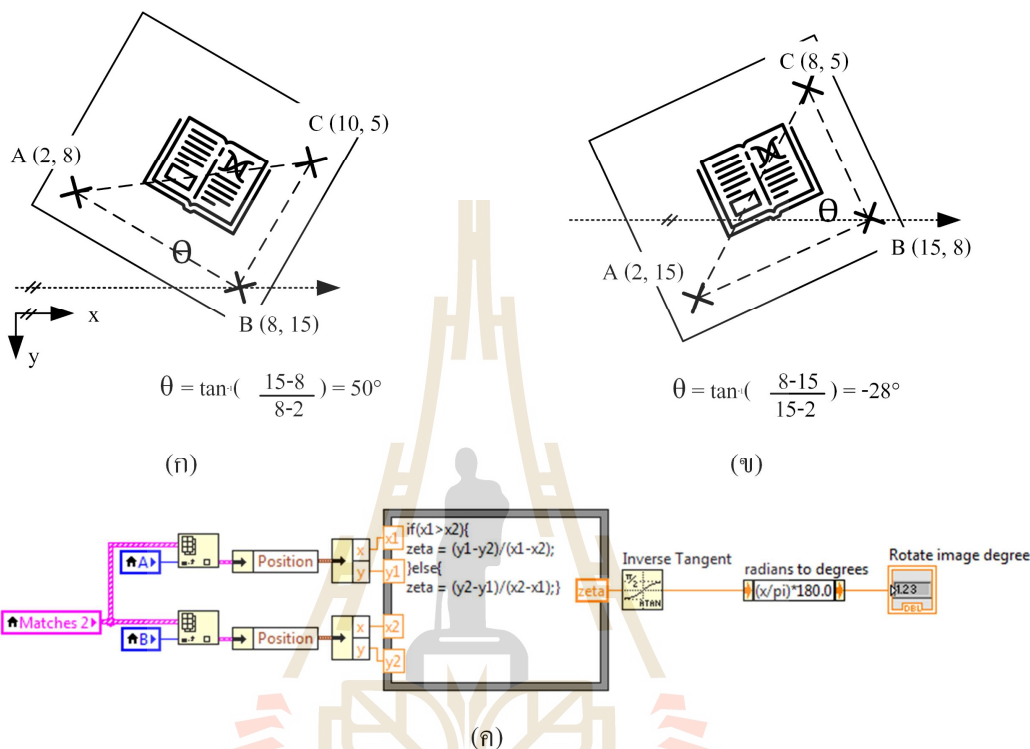 C (10, 5)
A (2, 8)
θ
B (8, 15)
x
y
θ = tan⁻¹( 15-8 / 8-2 ) = 50°
(ก)
C (8, 5)
θ
B (15, 8)
A (2, 15)
θ = tan⁻¹( 8-15 / 15-2 ) = -28°
(ข)
Matches 2
A
B
Position
Position
x
y
x
y
x1
y1
x2
y2
if(x1>x2){
zeta = (y1-y2)/(x1-x2);
}else{
zeta = (y2-y1)/(x2-x1);}
zeta
Inverse Tangent
π/2
ATAN
radians to degrees
(x/pi)*180.0
Rotate image degree
1.23
DBL
(ค)